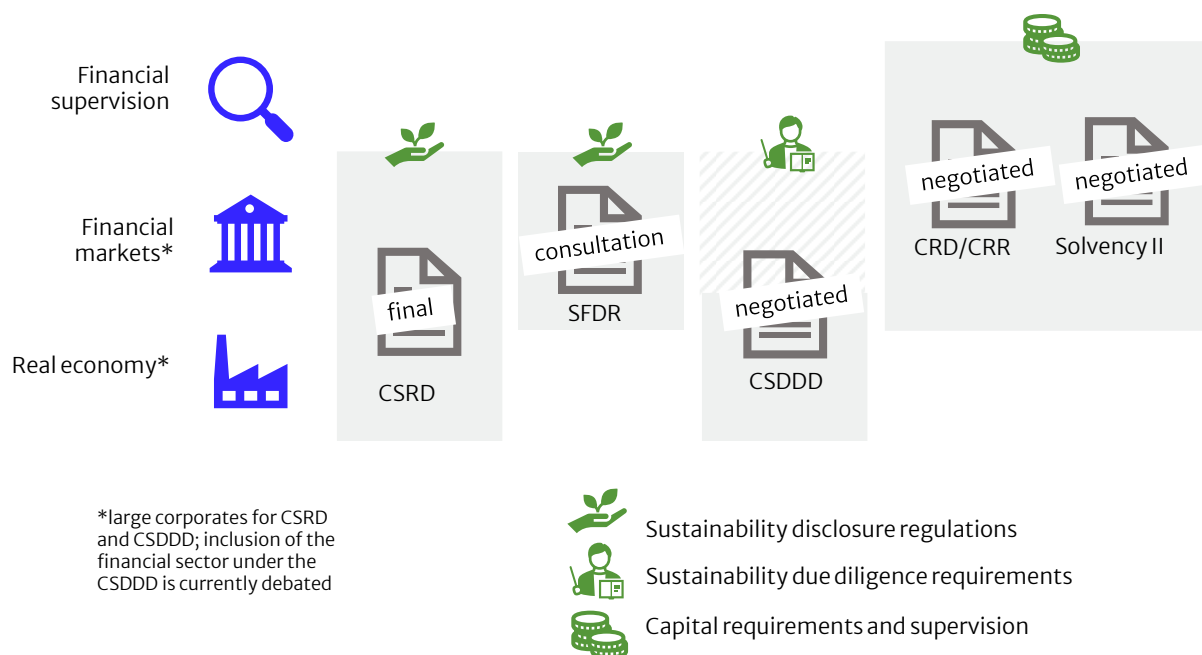 Financial
supervision
Financial
markets*
Real economy*
final
CSRD
consultation
SFDR
negotiated
CSDDD
negotiated
CRD/CRR
negotiated
Solvency II
*large corporates for CSRD
and CSDDD; inclusion of the
financial sector under the
CSDDD is currently debated
Sustainability disclosure regulations
Sustainability due diligence requirements
Capital requirements and supervision